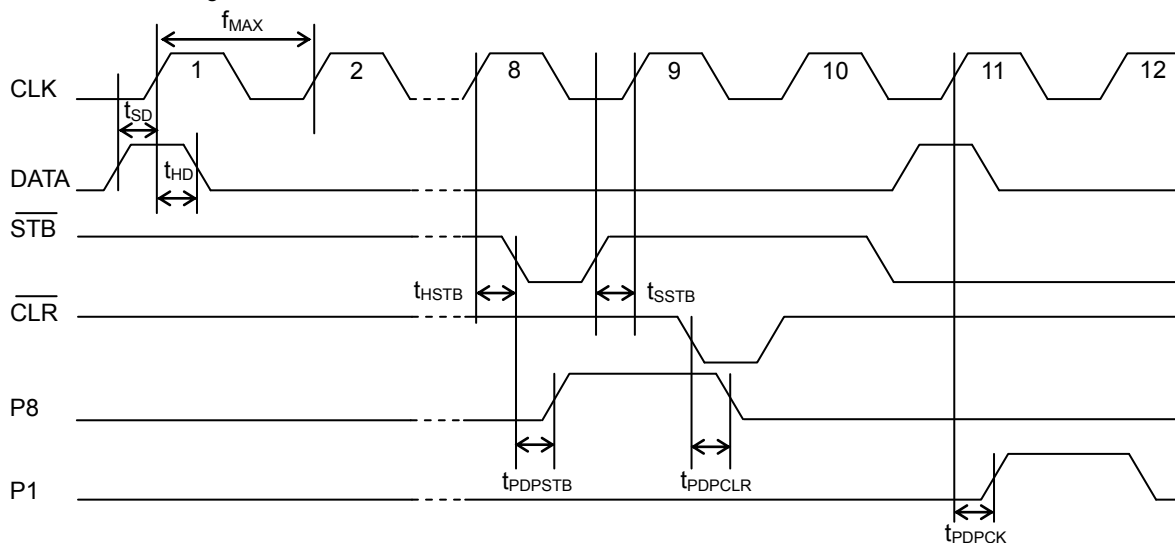 fMAX
CLK
1
2
8
9
10
11
12
tSD
DATA
tHD
STB
tHSTB
tSSTB
CLR
P8
tPDPSTB
tPDPCLR
P1
tPDPCK